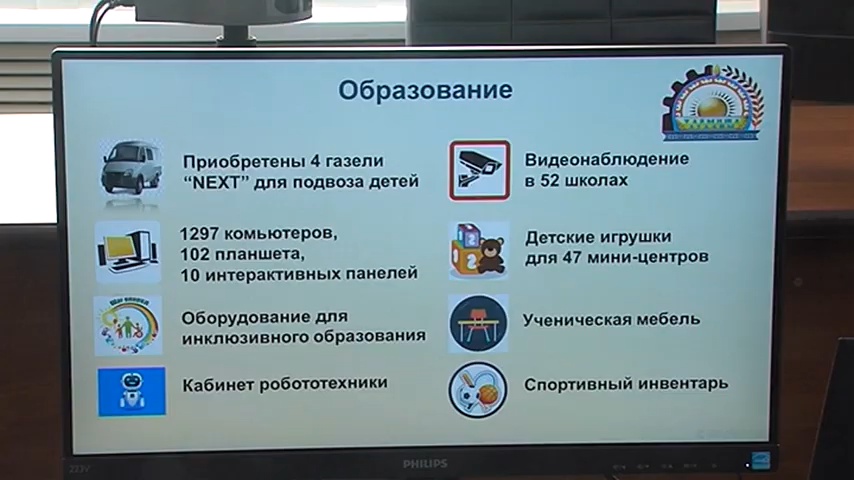 Образование
Приобретены 4 газели
“NEXT” для подвоза детей
1297 комьютеров,
102 планшета,
10 интерактивных панелей
Оборудование для
инклюзивного образования
Кабинет робототехники
Видеонаблюдение
в 52 школах
Детские игрушки
для 47 мини-центров
Ученическая мебель
Спортивный инвентарь
223V
PHILIPS